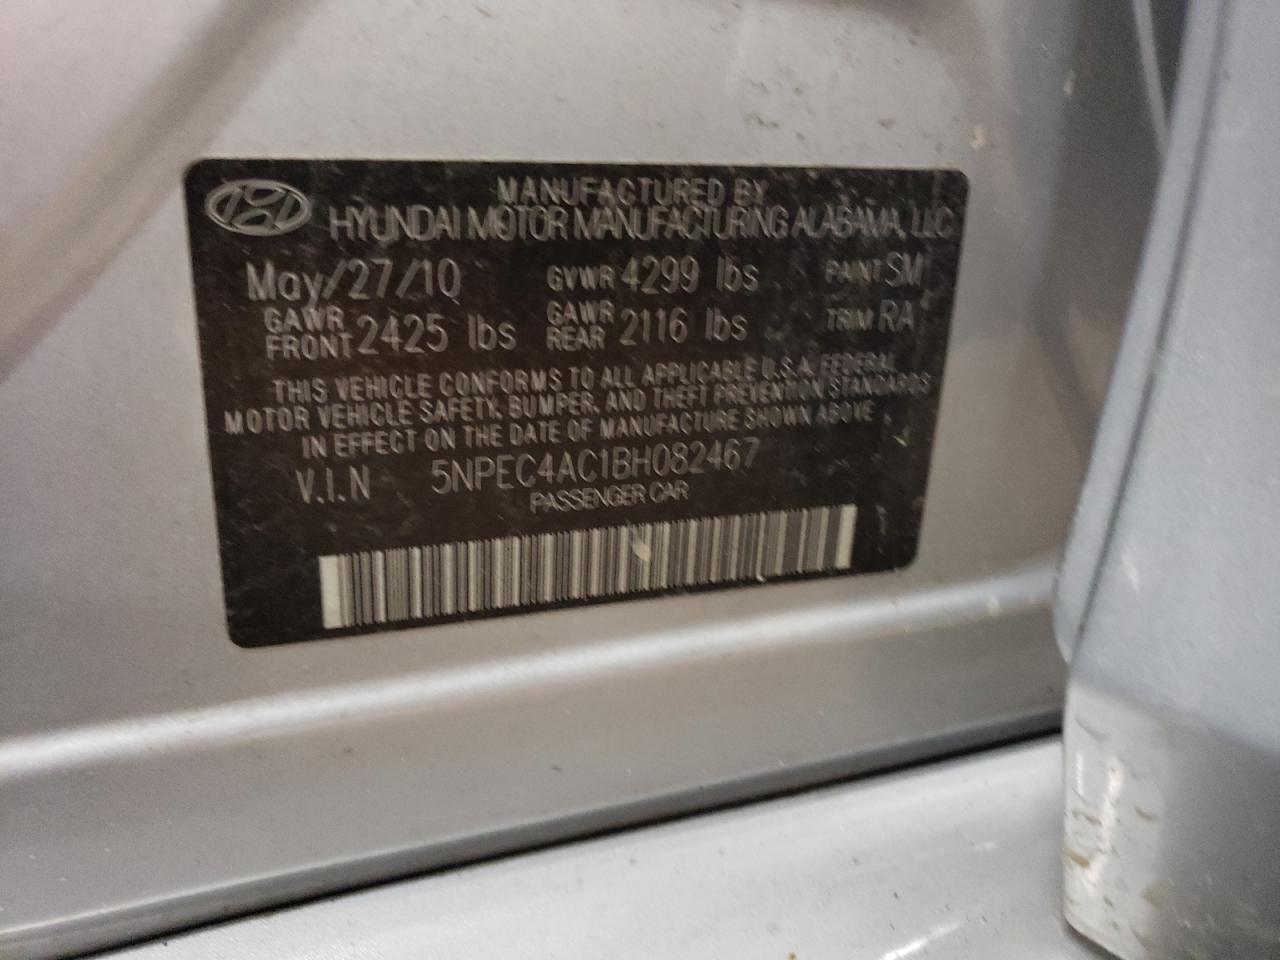 MANUFACTURED BY
HYUNDAI MOTOR MANUFACTURING ALABAMA, LLC
May/27/10 GVWR 4299 lbs PAINT SM
GAWR FRONT 2425 lbs GAWR REAR 2116 lbs TRIM RA
THIS VEHICLE CONFORMS TO ALL APPLICABLE U.S.A. FEDERAL
MOTOR VEHICLE SAFETY, BUMPER, AND THEFT PREVENTION STANDARDS
IN EFFECT ON THE DATE OF MANUFACTURE SHOWN ABOVE
V.I.N 5NPEC4AC1BH082467
PASSENGER CAR